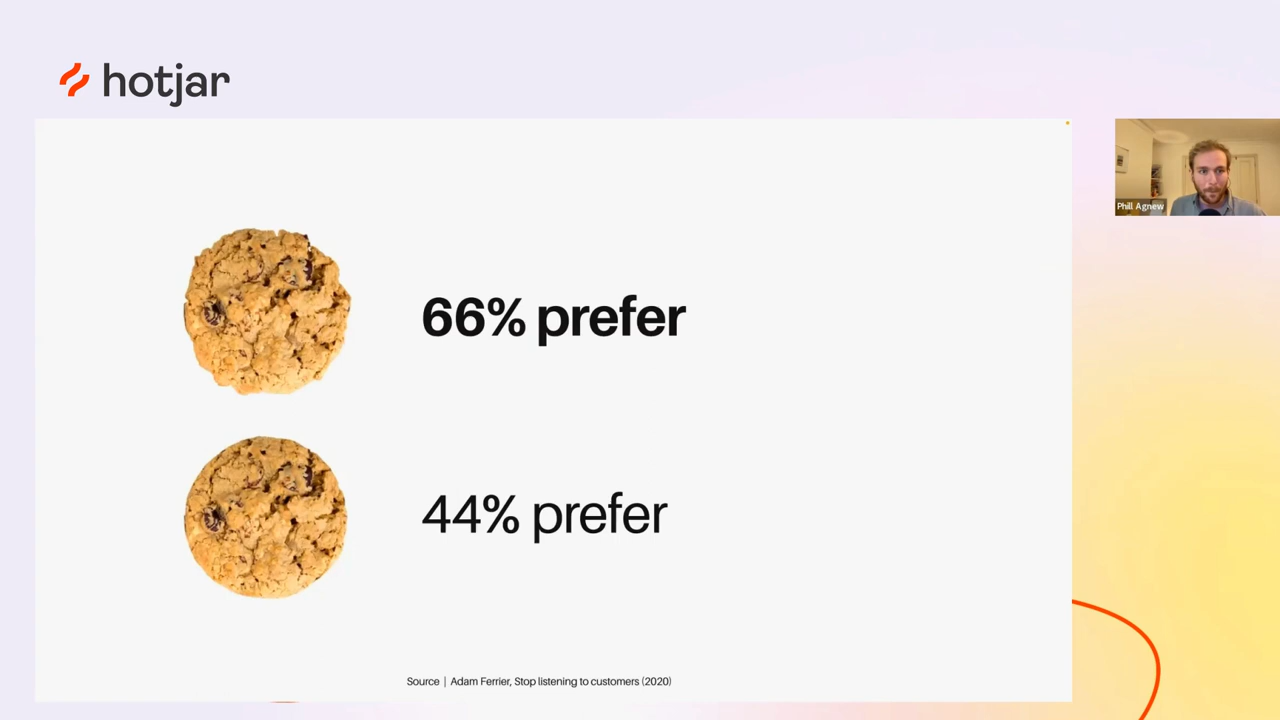 hotjar
Phill Agnew
66% prefer
44% prefer
Source | Adam Ferrier, Stop listening to customers (2020)